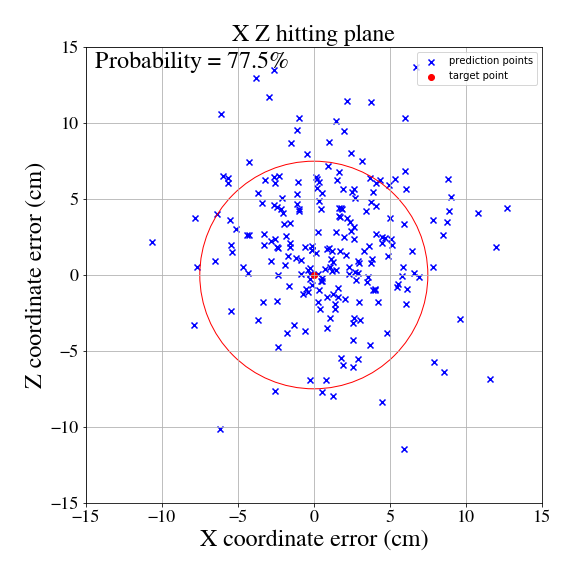 X Z hitting plane
Probability = 77.5%
prediction points
target point
Z coordinate error (cm)
15
10
5
0
−5
−10
−15
−15
−10
−5
0
5
10
15
X coordinate error (cm)